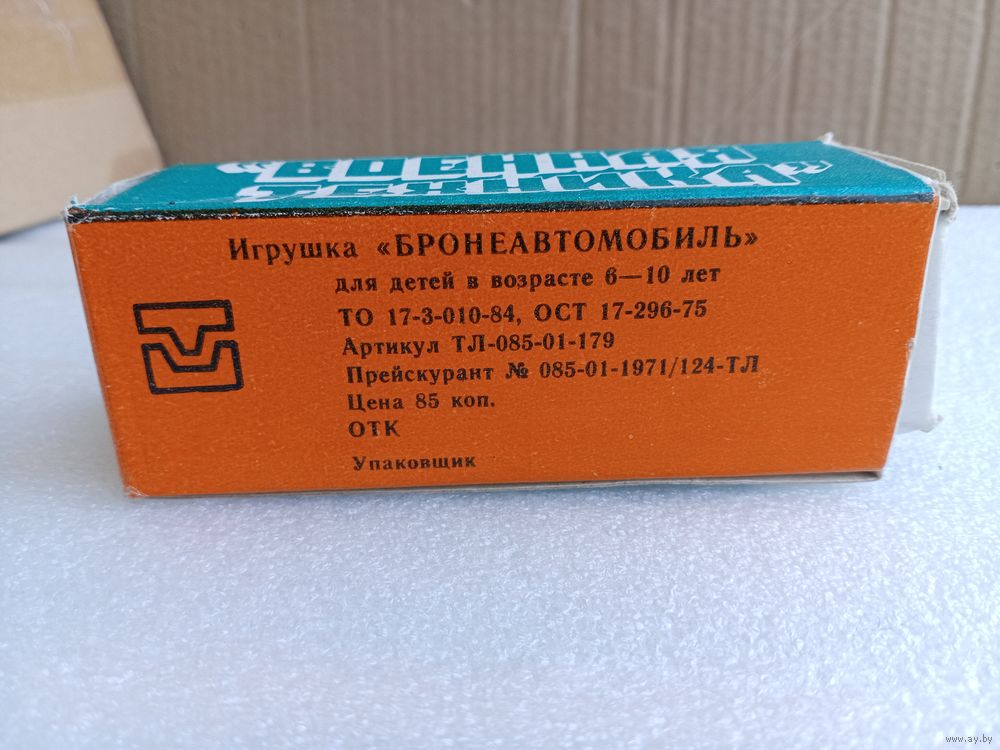 «ВОЕННАЯ
ТЕХНИКА»
Игрушка «БРОНЕАВТОМОБИЛЬ»
для детей в возрасте 6—10 лет
ТО 17-3-010-84, ОСТ 17-296-75
Артикул ТЛ-085-01-179
Прейскурант № 085-01-1971/124-ТЛ
Цена 85 коп.
ОТК
Упаковщик
www.ay.by